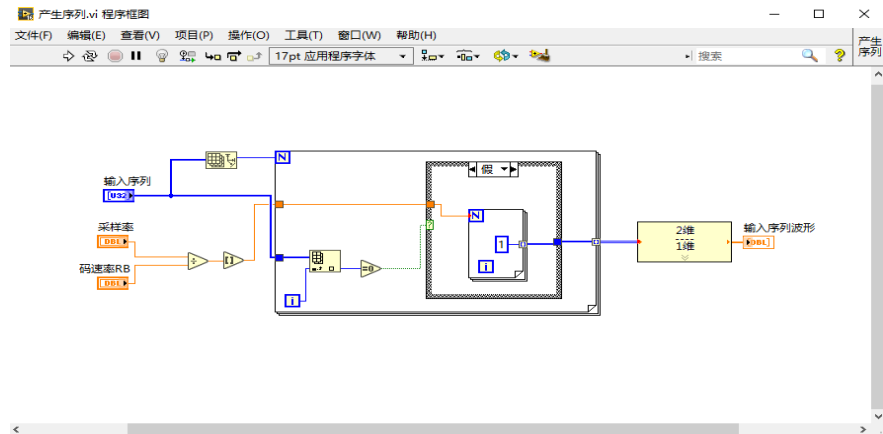 产生序列.vi 程序框图
文件(F) 编辑(E) 查看(V) 项目(P) 操作(O) 工具(T) 窗口(W) 帮助(H)
17pt 应用程序字体
搜索
产生
序列
N
假
输入序列
[U32]
采样率
DBL
码速率RB
DBL
÷
[]
=0
?
i
N
1
i
2维
1维
输入序列波形
DBL]